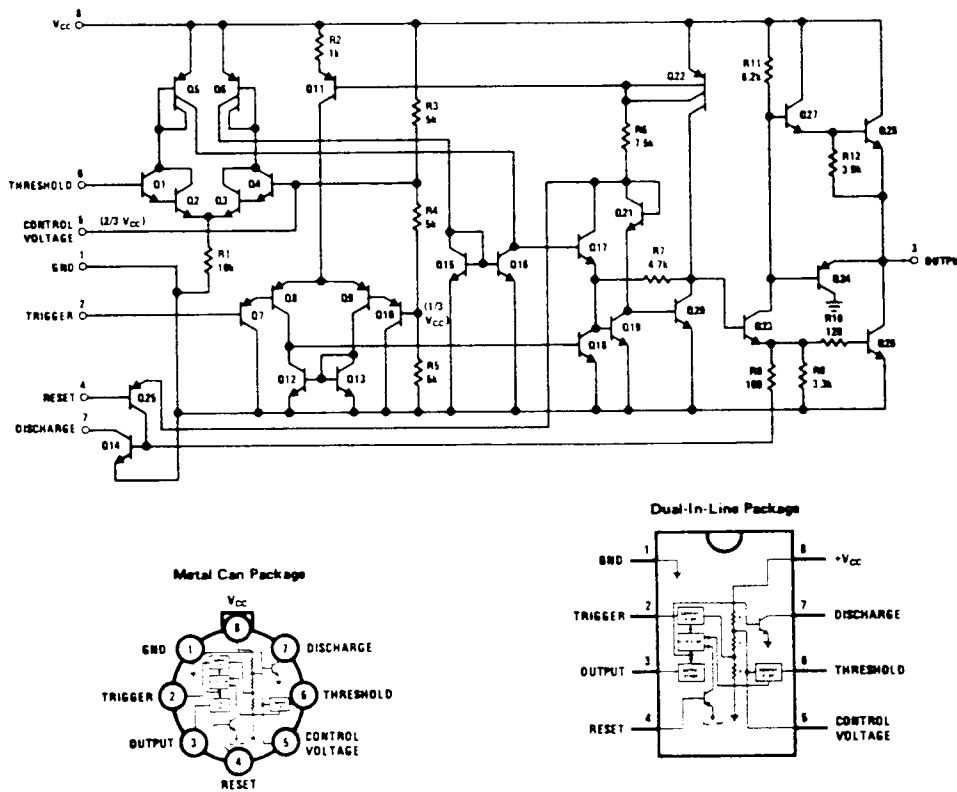 8
VCC
R2
1k
Q5
Q6
Q11
Q22
R11
6.2k
Q27
Q28
R3
5k
R6
7.5k
R12
3.9k
THRESHOLD
6
Q1
Q2
Q3
Q4
CONTROL
VOLTAGE
5
(2/3 VCC)
R4
5k
Q21
R1
10k
GND
1
Q15
Q16
Q17
R7
4.7k
3
OUTPUT
Q24
TRIGGER
2
Q7
Q8
Q9
Q10
(1/3
VCC)
Q18
Q19
Q20
Q23
R10
120
Q26
Q12
Q13
R5
5k
R8
100
R9
3.3k
RESET
4
Q25
DISCHARGE
7
Q14
Metal Can Package
VCC
8
GND
1
7
DISCHARGE
TRIGGER
2
6
THRESHOLD
OUTPUT
3
5
CONTROL
VOLTAGE
4
RESET
Dual-In-Line Package
GND
1
8
+VCC
TRIGGER
2
7
DISCHARGE
OUTPUT
3
6
THRESHOLD
RESET
4
5
CONTROL
VOLTAGE